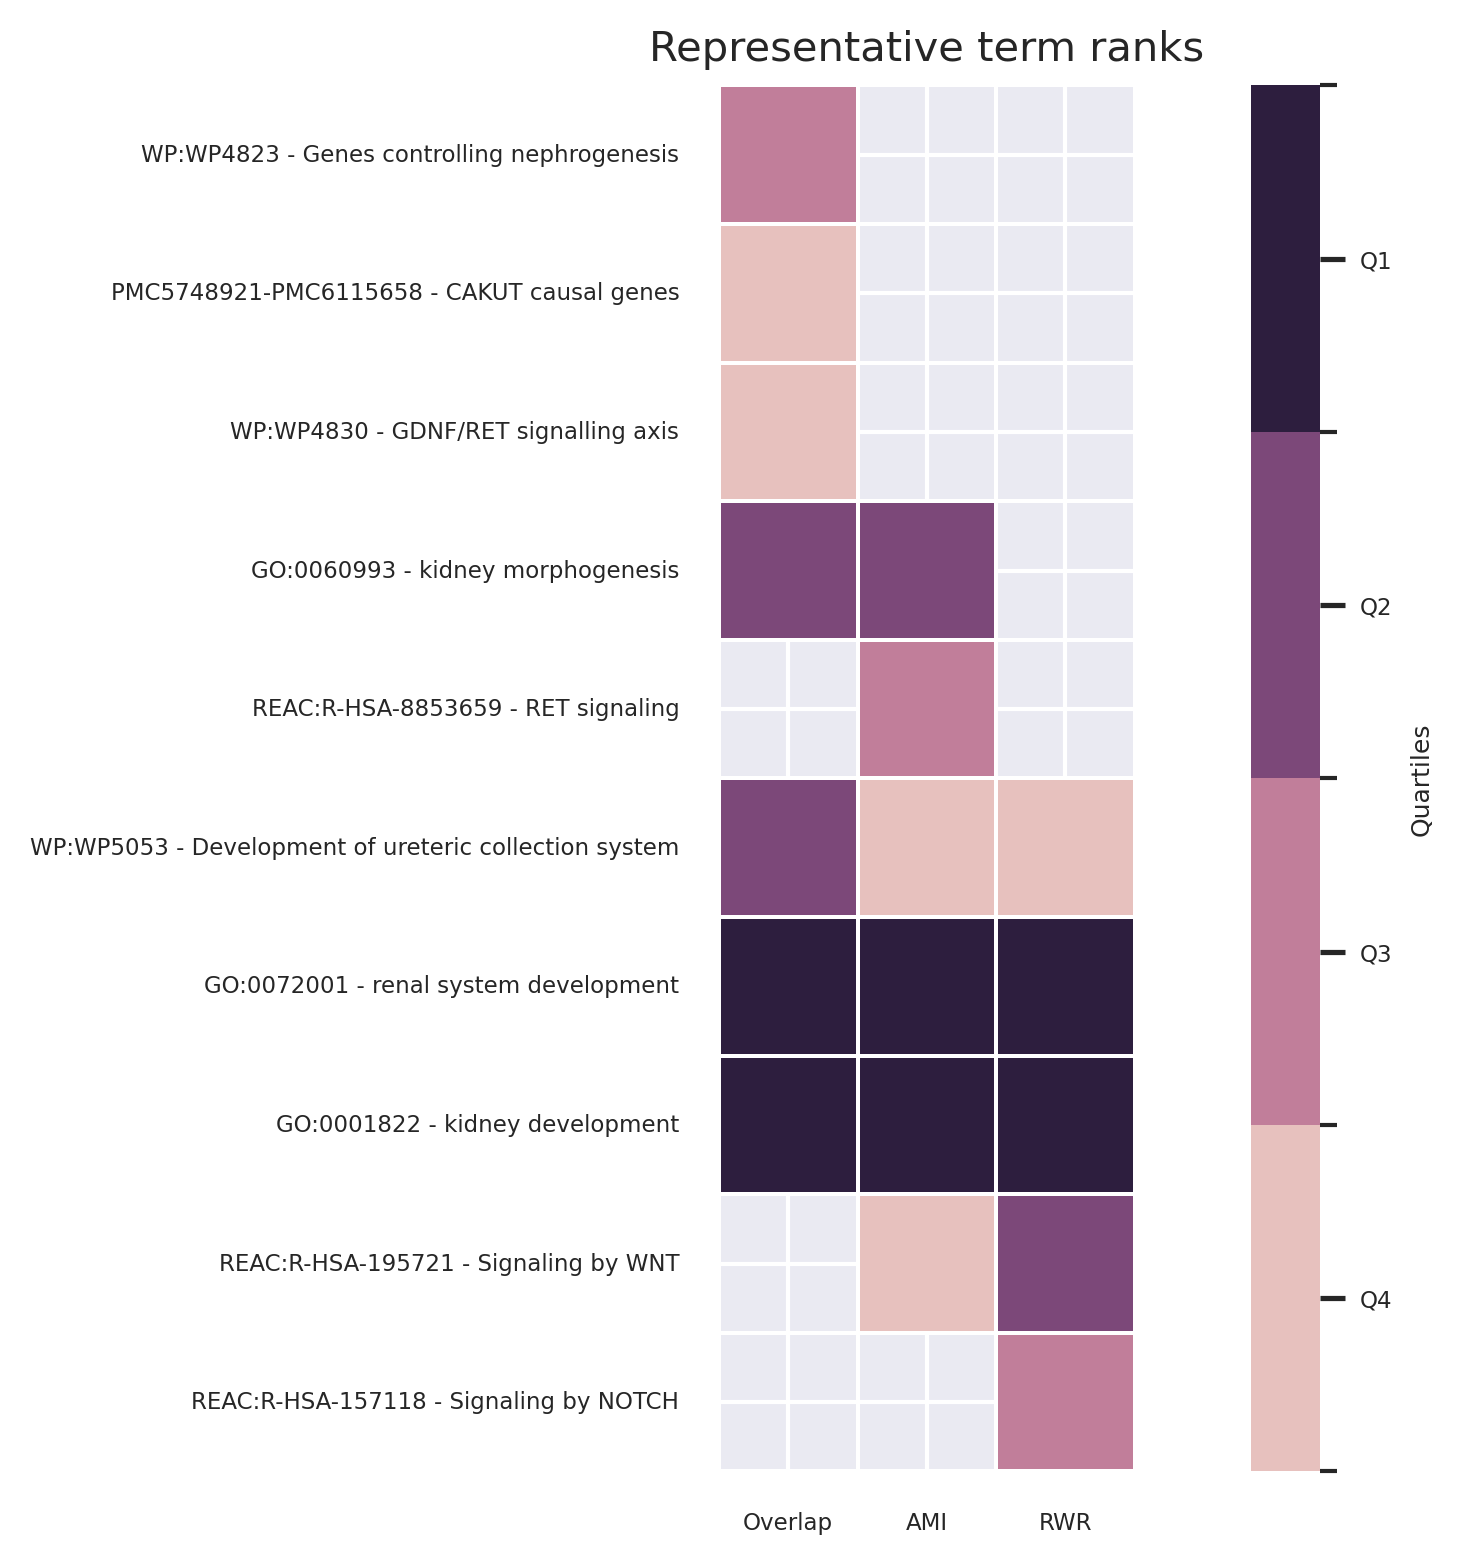 Representative term ranks
WP:WP4823 - Genes controlling nephrogenesis
PMC5748921-PMC6115658 - CAKUT causal genes
WP:WP4830 - GDNF/RET signalling axis
GO:0060993 - kidney morphogenesis
REAC:R-HSA-8853659 - RET signaling
WP:WP5053 - Development of ureteric collection system
GO:0072001 - renal system development
GO:0001822 - kidney development
REAC:R-HSA-195721 - Signaling by WNT
REAC:R-HSA-157118 - Signaling by NOTCH
Overlap
AMI
RWR
Q1
Q2
Q3
Q4
Quartiles